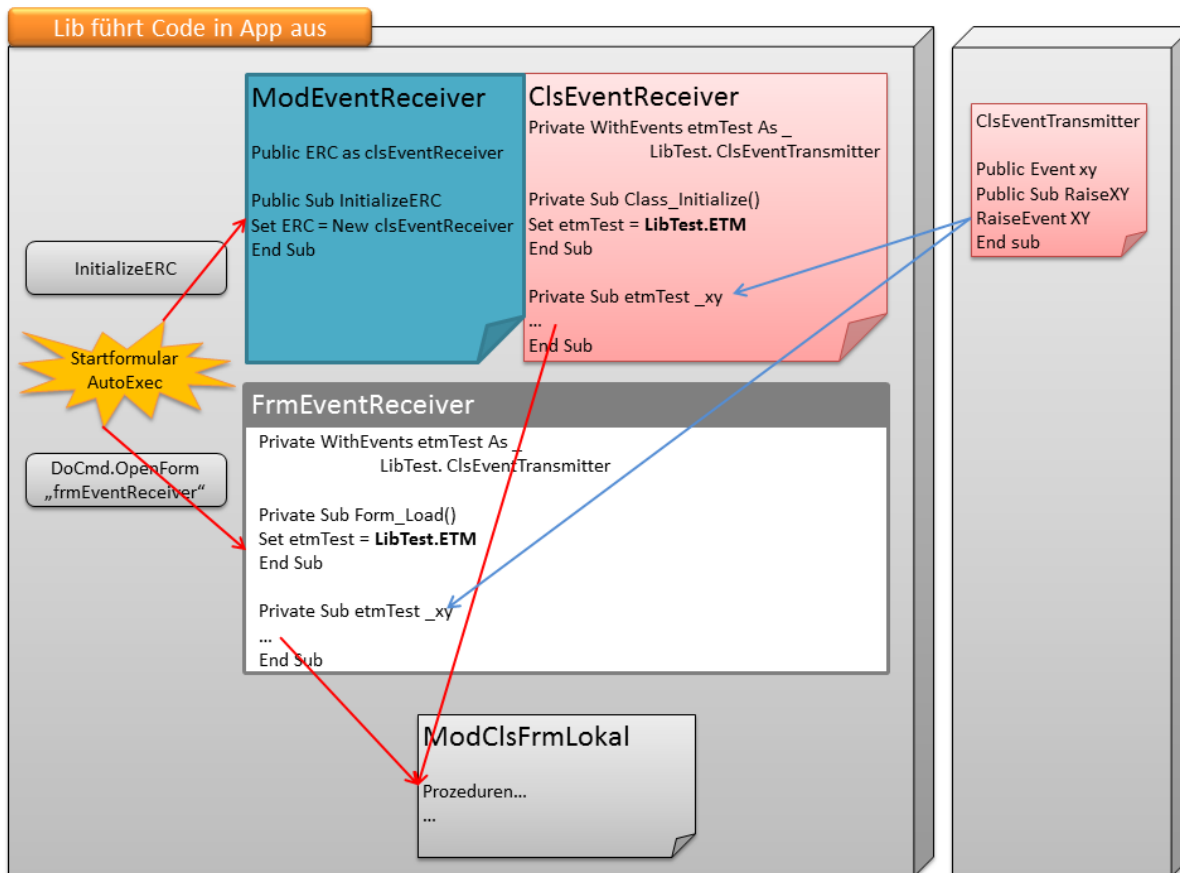 Lib führt Code in App aus
ModEventReceiver
Public ERC as clsEventReceiver
Public Sub InitializeERC
Set ERC = New clsEventReceiver
End Sub
ClsEventReceiver
Private WithEvents etmTest As _
LibTest. ClsEventTransmitter
Private Sub Class_Initialize()
Set etmTest = LibTest.ETM
End Sub
Private Sub etmTest _xy
...
End Sub
ClsEventTransmitter
Public Event xy
Public Sub RaiseXY
RaiseEvent XY
End sub
InitializeERC
Startformular
AutoExec
DoCmd.OpenForm
„frmEventReceiver“
FrmEventReceiver
Private WithEvents etmTest As _
LibTest. ClsEventTransmitter
Private Sub Form_Load()
Set etmTest = LibTest.ETM
End Sub
Private Sub etmTest _xy
...
End Sub
ModClsFrmLokal
Prozeduren...
...